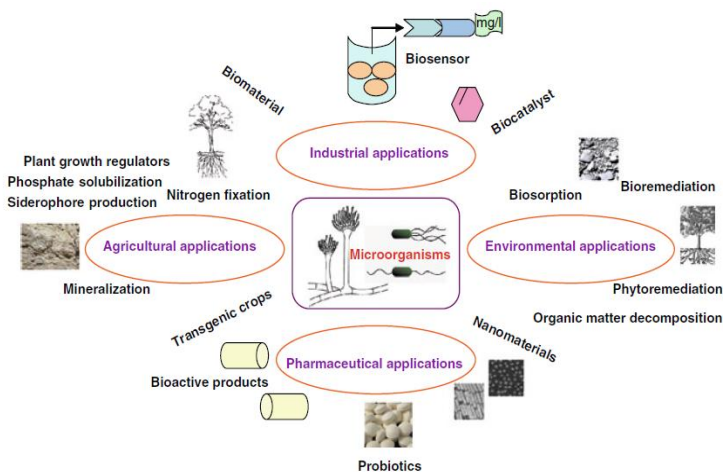 mg/l
Biosensor
Biomaterial
Biocatalyst
Industrial applications
Plant growth regulators
Phosphate solubilization
Siderophore production
Nitrogen fixation
Biosorption
Bioremediation
Agricultural applications
Microorganisms
Environmental applications
Mineralization
Phytoremediation
Transgenic crops
Organic matter decomposition
Nanomaterials
Pharmaceutical applications
Bioactive products
Probiotics